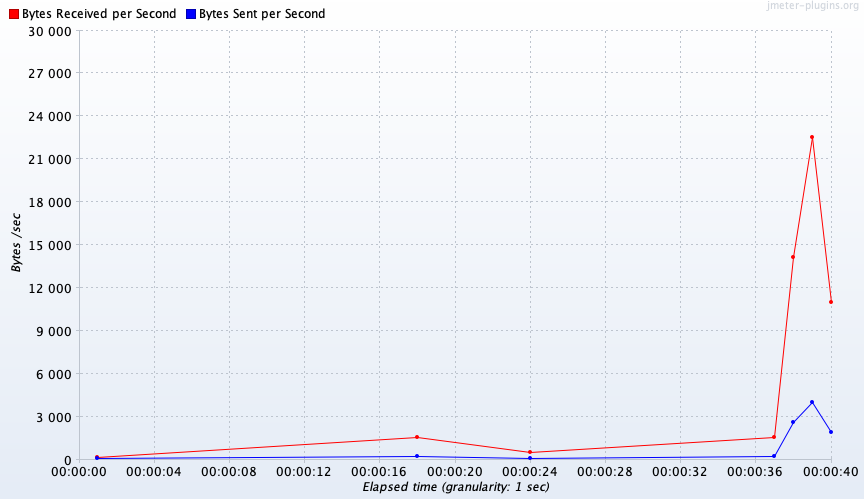 jmeter-plugins.org
Bytes Received per Second Bytes Sent per Second
30 000
27 000
24 000
21 000
18 000
15 000
12 000
9 000
6 000
3 000
0
Bytes /sec
00:00:00 00:00:04 00:00:08 00:00:12 00:00:16 00:00:20 00:00:24 00:00:28 00:00:32 00:00:36 00:00:40
Elapsed time (granularity: 1 sec)